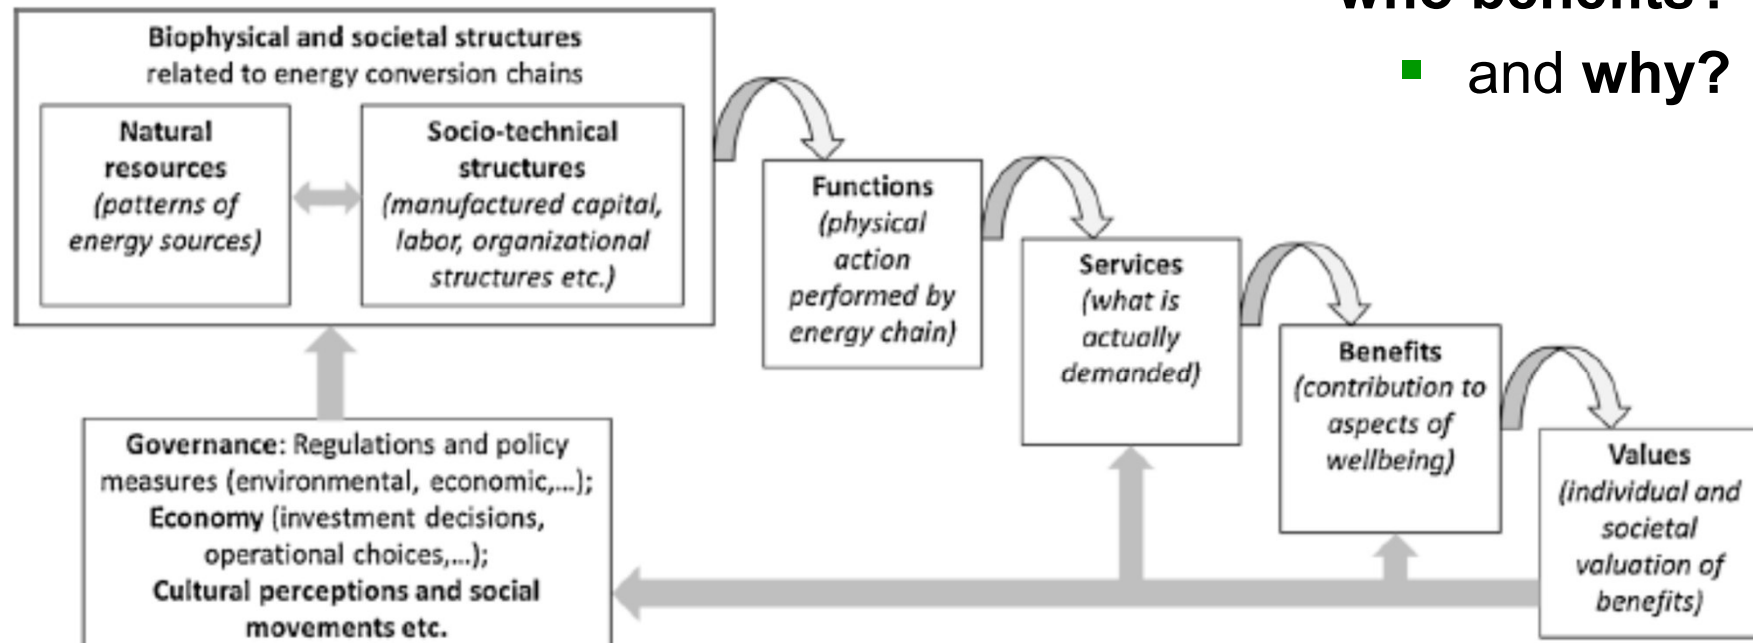 who benefits?
and why?
Biophysical and societal structures
related to energy conversion chains
Natural
resources
(patterns of
energy sources)
Socio-technical
structures
(manufactured capital,
labor, organizational
structures etc.)
Functions
(physical
action
performed by
energy chain)
Services
(what is
actually
demanded)
Benefits
(contribution to
aspects of
wellbeing)
Values
(individual and
societal
valuation of
benefits)
Governance: Regulations and policy
measures (environmental, economic,...);
Economy (investment decisions,
operational choices,...);
Cultural perceptions and social
movements etc.